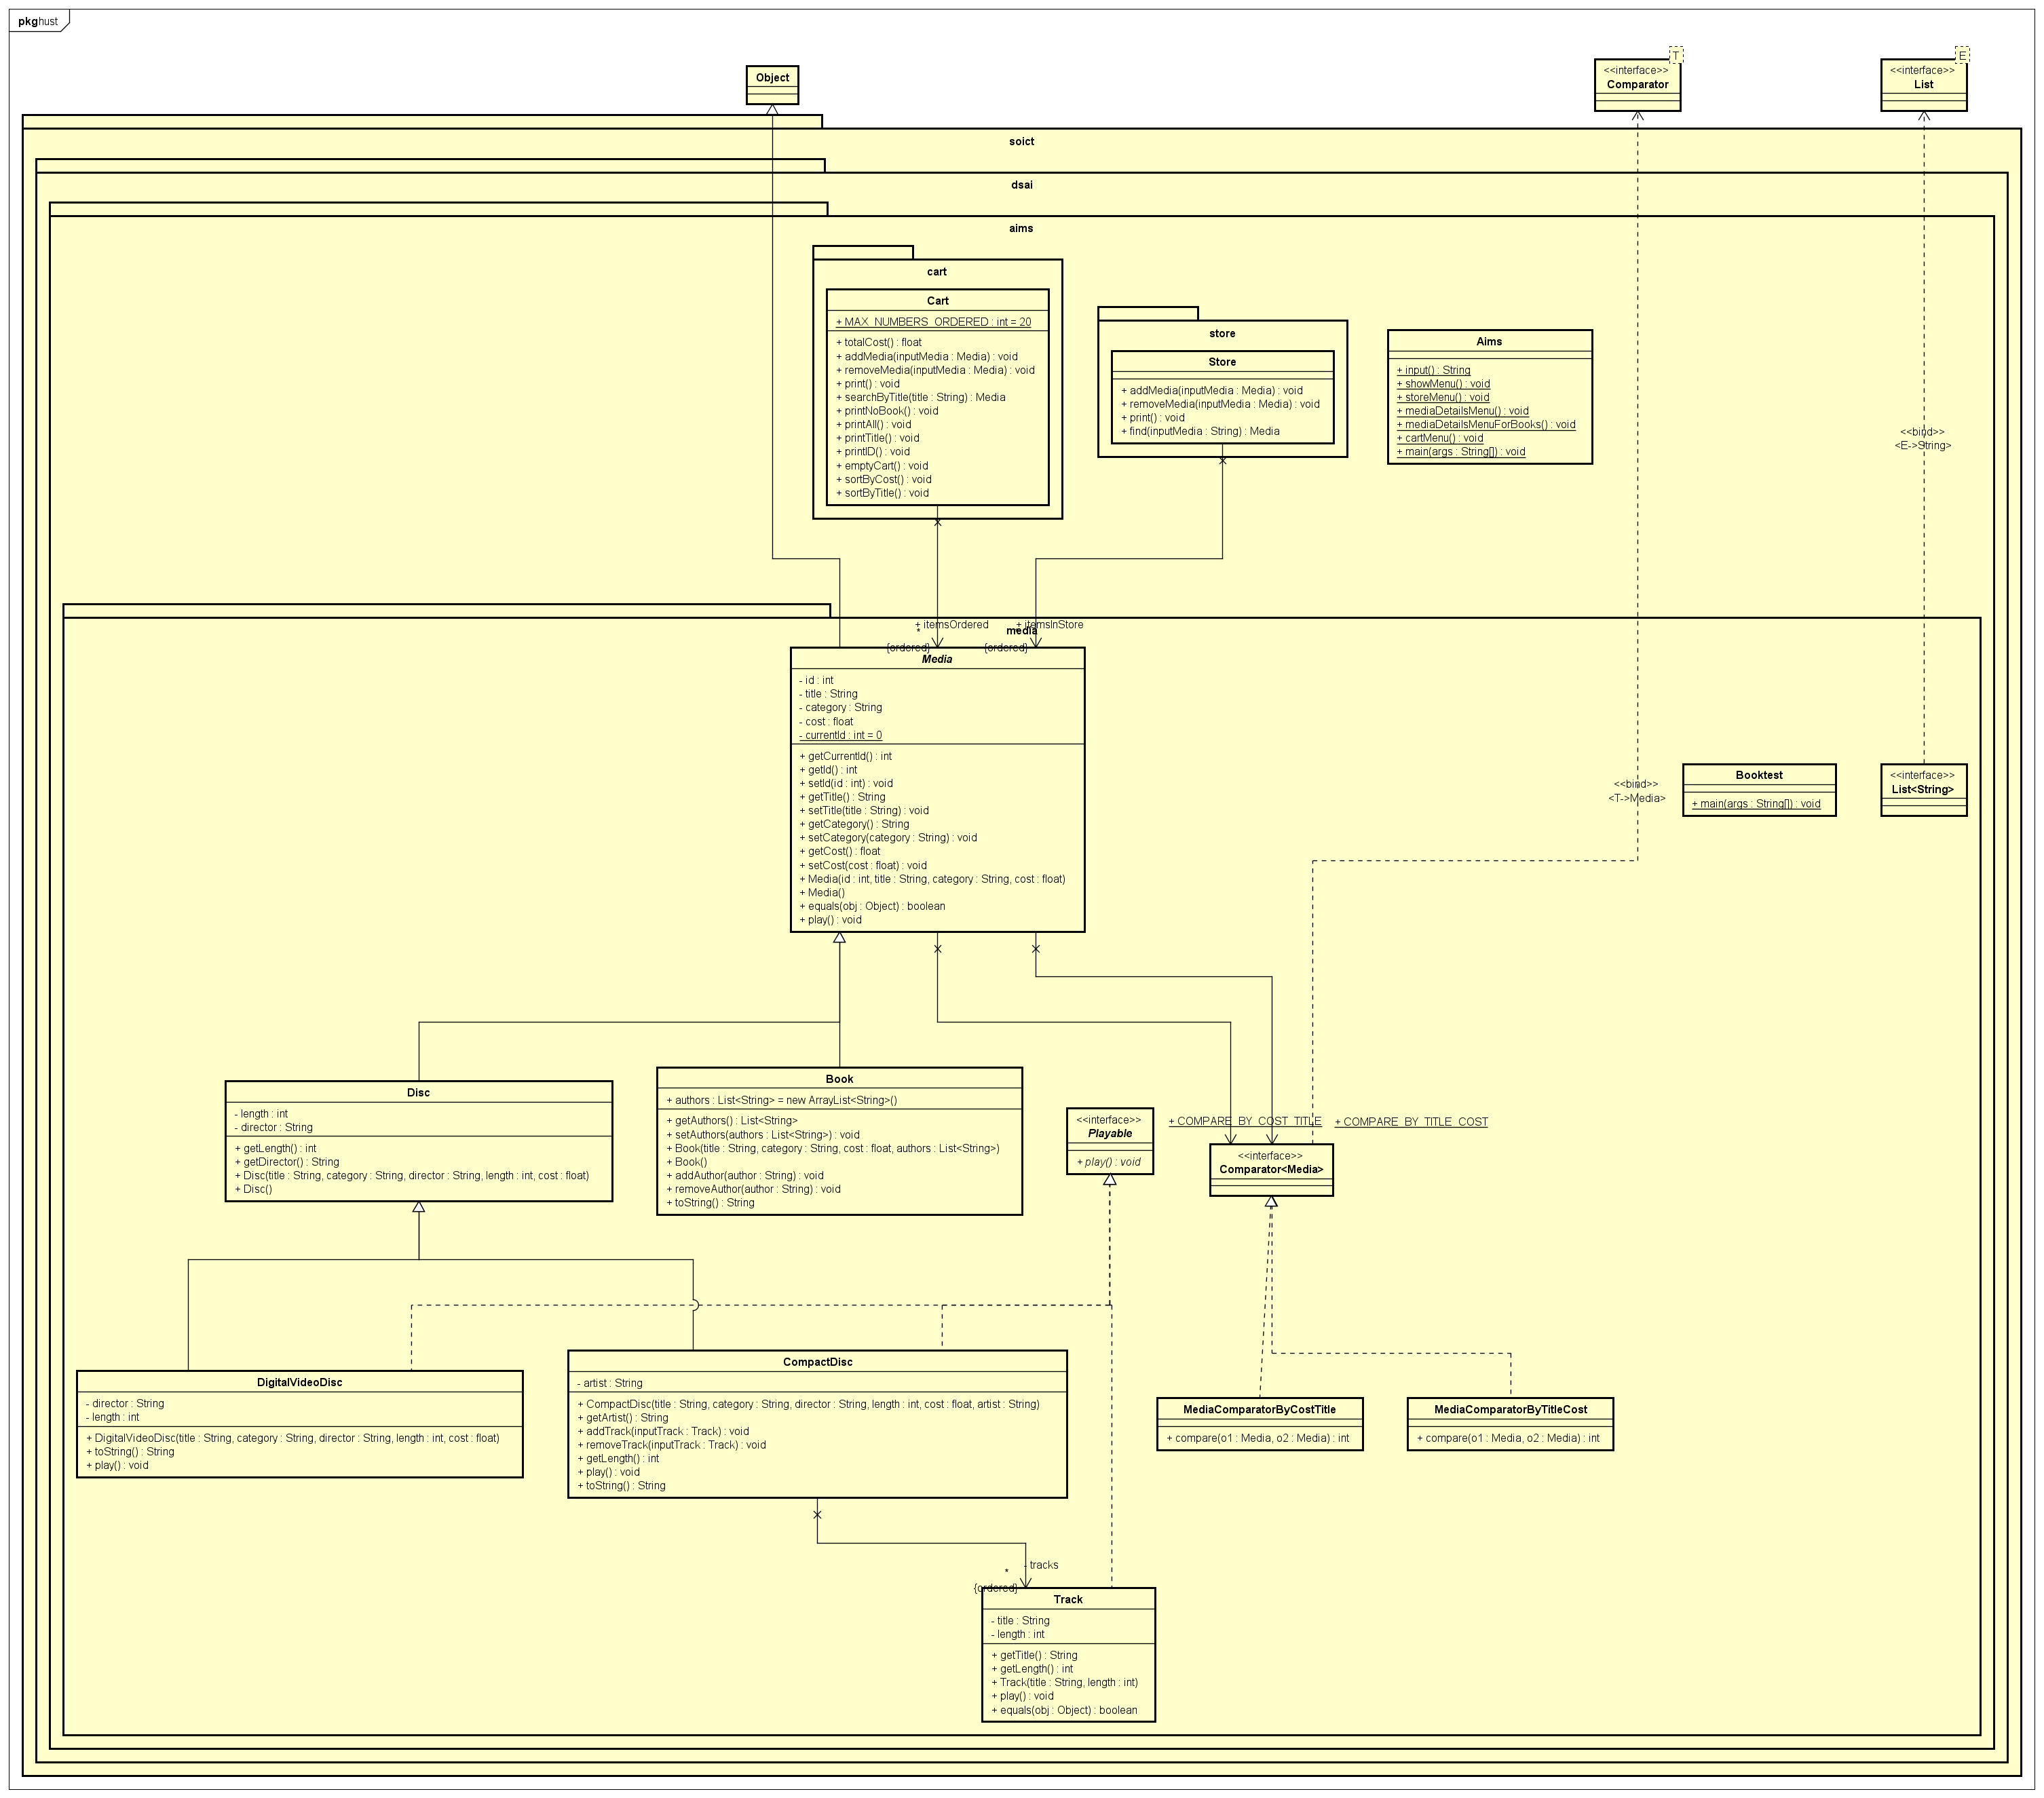 pkg hust
Object
T
<<interface>>
Comparator
E
<<interface>>
List
soict
dsai
aims
cart
Cart
+ MAX_NUMBERS_ORDERED : int = 20
+ totalCost() : float
+ addMedia(inputMedia : Media) : void
+ removeMedia(inputMedia : Media) : void
+ print() : void
+ searchByTitle(title : String) : Media
+ printNoBook() : void
+ printAll() : void
+ printTitle() : void
+ printID() : void
+ emptyCart() : void
+ sortByCost() : void
+ sortByTitle() : void
store
Store
+ addMedia(inputMedia : Media) : void
+ removeMedia(inputMedia : Media) : void
+ print() : void
+ find(inputMedia : String) : Media
Aims
+ input() : String
+ showMenu() : void
+ storeMenu() : void
+ mediaDetailsMenu() : void
+ mediaDetailsMenuForBooks() : void
+ cartMenu() : void
+ main(args : String[]) : void
<<bind>>
<E->String>
+ itemsOrdered
*
{ordered}
+ itemsInStore
*
{ordered}
media
Media
- id : int
- title : String
- category : String
- cost : float
- currentId : int = 0
+ getCurrentId() : int
+ getId() : int
+ setId(id : int) : void
+ getTitle() : String
+ setTitle(title : String) : void
+ getCategory() : String
+ setCategory(category : String) : void
+ getCost() : float
+ setCost(cost : float) : void
+ Media(id : int, title : String, category : String, cost : float)
+ Media()
+ equals(obj : Object) : boolean
+ play() : void
<<bind>>
<T->Media>
Booktest
+ main(args : String[]) : void
<<interface>>
List<String>
Disc
- length : int
- director : String
+ getLength() : int
+ getDirector() : String
+ Disc(title : String, category : String, director : String, length : int, cost : float)
+ Disc()
Book
+ authors : List<String> = new ArrayList<String>()
+ getAuthors() : List<String>
+ setAuthors(authors : List<String>) : void
+ Book(title : String, category : String, cost : float, authors : List<String>)
+ Book()
+ addAuthor(author : String) : void
+ removeAuthor(author : String) : void
+ toString() : String
<<interface>>
Playable
+ play() : void
+ COMPARE_BY_COST_TITLE
+ COMPARE_BY_TITLE_COST
<<interface>>
Comparator<Media>
DigitalVideoDisc
- director : String
- length : int
+ DigitalVideoDisc(title : String, category : String, director : String, length : int, cost : float)
+ toString() : String
+ play() : void
CompactDisc
- artist : String
+ CompactDisc(title : String, category : String, director : String, length : int, cost : float, artist : String)
+ getArtist() : String
+ addTrack(inputTrack : Track) : void
+ removeTrack(inputTrack : Track) : void
+ getLength() : int
+ play() : void
+ toString() : String
MediaComparatorByCostTitle
+ compare(o1 : Media, o2 : Media) : int
MediaComparatorByTitleCost
+ compare(o1 : Media, o2 : Media) : int
- tracks
*
{ordered}
Track
- title : String
- length : int
+ getTitle() : String
+ getLength() : int
+ Track(title : String, length : int)
+ play() : void
+ equals(obj : Object) : boolean